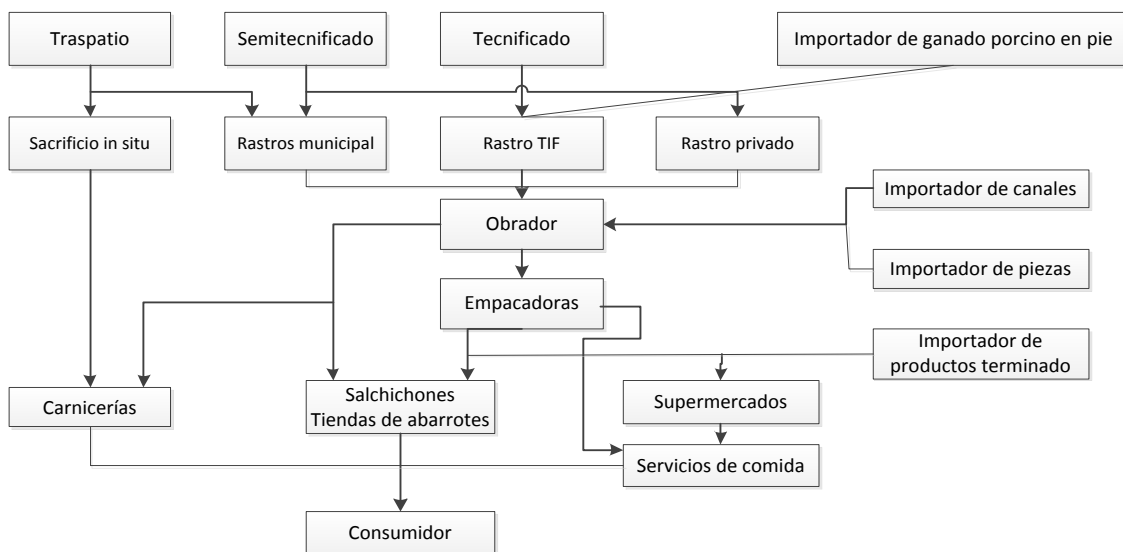 Traspatio
Semitecnificado
Tecnificado
Importador de ganado porcino en pie
Sacrificio in situ
Rastros municipal
Rastro TIF
Rastro privado
Importador de canales
Obrador
Importador de piezas
Empacadoras
Importador de
productos terminado
Carnicerías
Salchichones
Tiendas de abarrotes
Supermercados
Servicios de comida
Consumidor